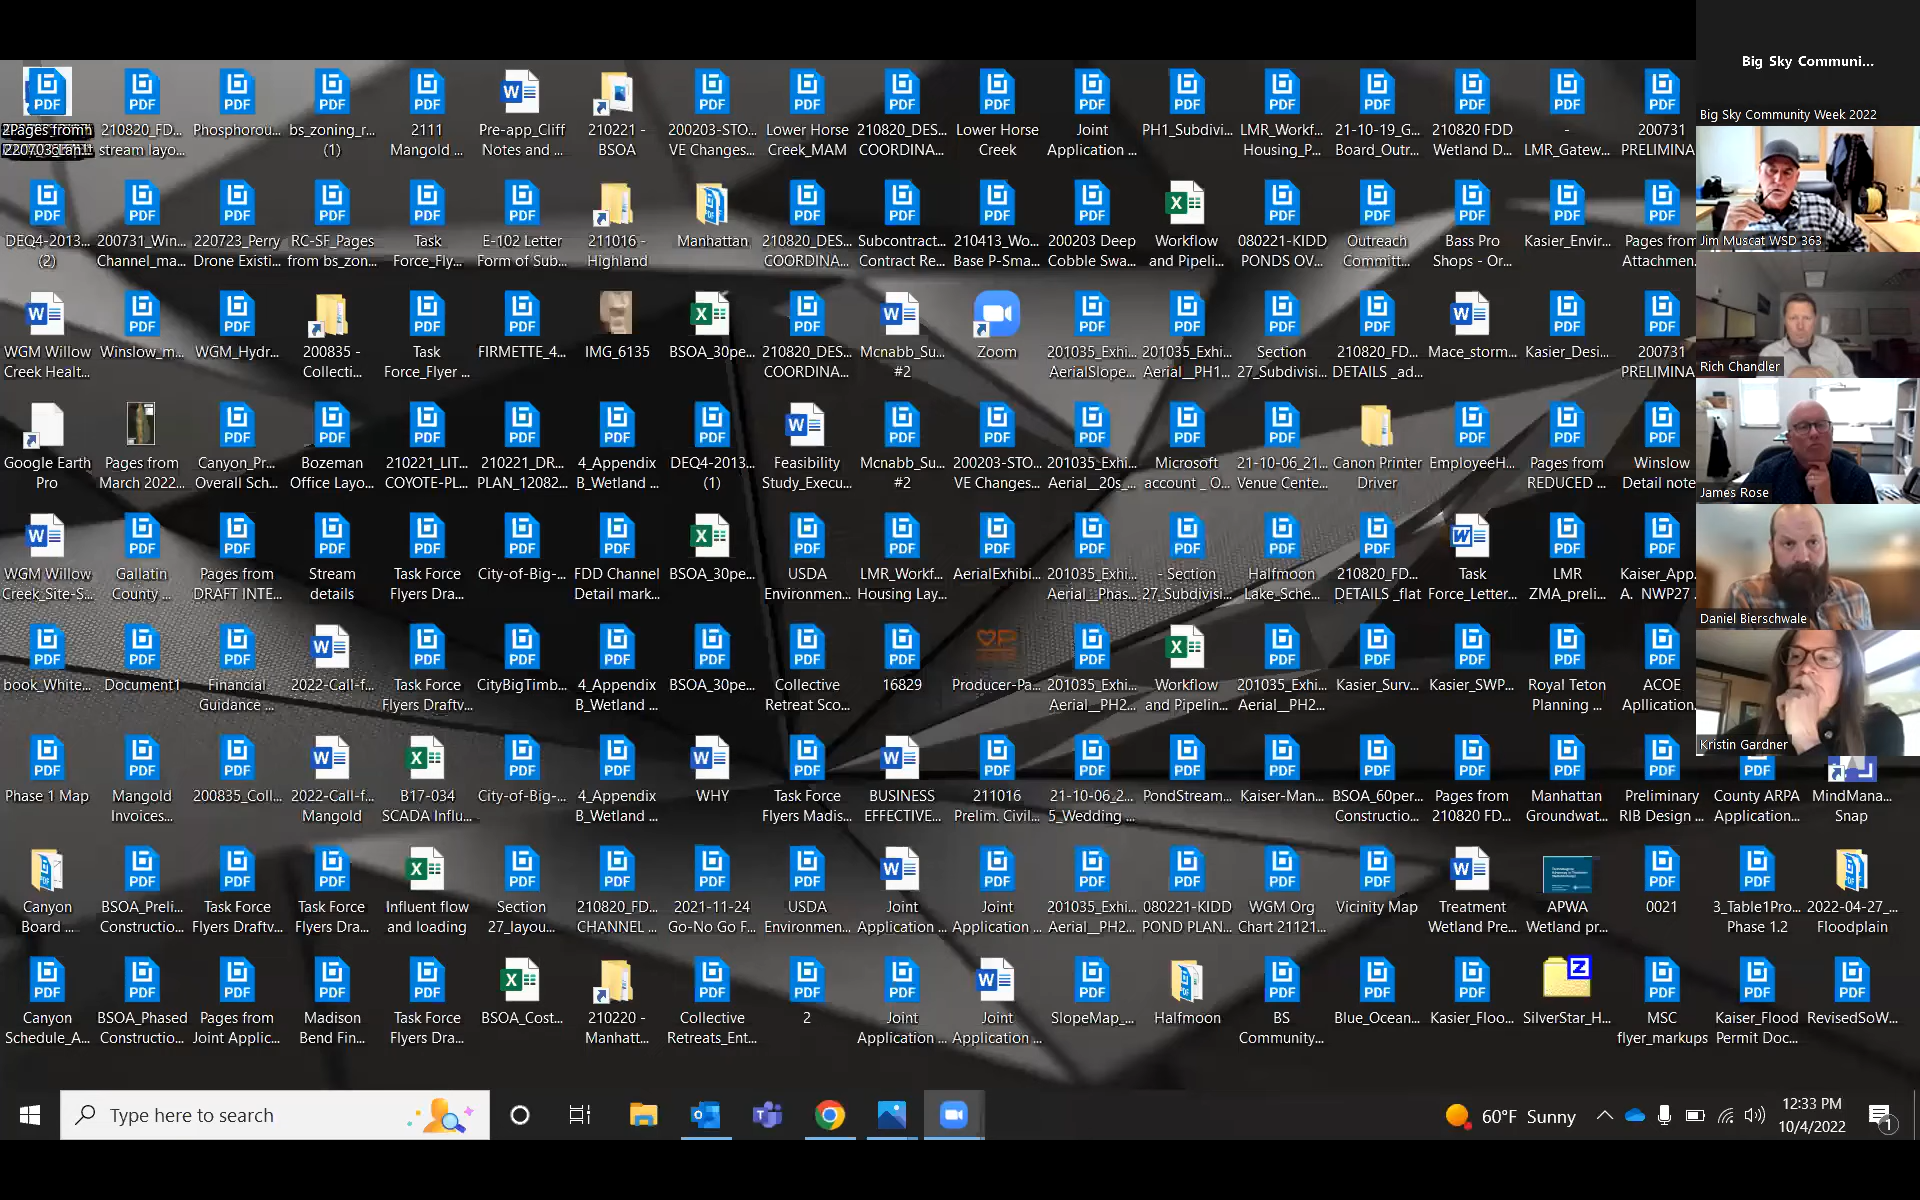 Big Sky Communi...
Big Sky Community Week 2022
Jim Muscat WSD 363
Rich Chandler
James Rose
Daniel Bierschwale
Kristin Gardner
210820_FD...
stream layo...
Phosphorou...
bs_zoning_r...
(1)
2111
Mangold ...
Pre-app_Cliff
Notes and ...
210221 -
BSOA
200203-STO...
VE Changes...
Lower Horse
Creek_MAM
210820_DES...
COORDINA...
Lower Horse
Creek
Joint
Application ...
PH1_Subdivi...
LMR_Workf...
Housing_P...
21-10-19_G...
Board_Outr...
210820 FDD
Wetland D...
-
LMR_Gatew...
200731
PRELIMINA
DEQ4-2013...
(2)
200731_Win...
Channel_ma...
220723_Perry
Drone Existi...
RC-SF_Pages
from bs_zon...
Task
Force_Fly...
E-102 Letter
Form of Sub...
211016 -
Highland
Manhattan
210820_DES...
COORDINA...
Subcontract...
Contract Re...
210413_Wo...
Base P-Sma...
200203 Deep
Cobble Swa...
Workflow
and Pipeli...
080221-KIDD
PONDS OV...
Outreach
Committ...
Bass Pro
Shops - Or...
Kasier_Envir...
Pages from
Attachmen..
WGM Willow
Creek Healt...
Winslow_m...
WGM_Hydr...
200835 -
Collecti...
Task
Force_Flyer ...
FIRMETTE_4...
IMG_6135
BSOA_30pe...
210820_DES...
COORDINA...
Mcnabb_Su...
#2
Zoom
201035_Exhi...
AerialSlope...
201035_Exhi...
Aerial__PH1...
Section
27_Subdivisi...
210820_FD...
DETAILS _ad...
Mace_storm...
Kasier_Desi...
200731
PRELIMINA
Google Earth
Pro
Pages from
March 2022...
Canyon_Pr...
Overall Sch...
Bozeman
Office Layo...
210221_LIT...
COYOTE-PL...
210221_DR...
PLAN_12082...
4_Appendix
B_Wetland ...
DEQ4-2013...
(1)
Feasibility
Study_Execu...
Mcnabb_Su...
#2
200203-STO...
VE Changes...
201035_Exhi...
Aerial__20s_...
Microsoft
account _ O...
21-10-06_21...
Venue Cente...
Canon Printer
Driver
EmployeeH...
Pages from
REDUCED ...
Winslow
Detail note
WGM Willow
Creek_Site-S...
Gallatin
County ...
Pages from
DRAFT INTE...
Stream
details
Task Force
Flyers Dra...
City-of-Big-...
FDD Channel
Detail mark...
BSOA_30pe...
USDA
Environmen...
LMR_Workf...
Housing Lay...
AerialExhibi...
201035_Exhi...
Aerial__Phas...
- Section
27_Subdivisi...
Halfmoon
Lake_Sche...
210820_FD...
DETAILS _flat
Task
Force_Letter...
LMR
ZMA_preli...
Kaiser_App.
A. NWP27 .
book_White...
Document1
Financial
Guidance ...
2022-Call-f...
Task Force
Flyers Draftv...
CityBigTimb...
4_Appendix
B_Wetland ...
BSOA_30pe...
Collective
Retreat Sco...
16829
Producer-Pa...
201035_Exhi...
Aerial__PH2...
Workflow
and Pipelin...
201035_Exhi...
Aerial__PH2...
Kasier_Surv...
Kasier_SWP...
Royal Teton
Planning ...
ACOE
Apllication.
Phase 1 Map
Mangold
Invoices...
200835_Coll...
2022-Call-f...
Mangold
B17-034
SCADA Influ...
City-of-Big-...
4_Appendix
B_Wetland ...
WHY
Task Force
Flyers Madis...
BUSINESS
EFFECTIVE...
211016
Prelim. Civil...
21-10-06_2...
5_Wedding ...
PondStream...
Kaiser-Man...
BSOA_60per...
Constructio...
Pages from
210820 FD...
Manhattan
Groundwat...
Preliminary
RIB Design ...
County ARPA
Application...
MindMana...
Snap
Canyon
Board ...
BSOA_Preli...
Constructio...
Task Force
Flyers Draftv...
Task Force
Flyers Dra...
Influent flow
and loading
Section
27_layou...
210820_FD...
CHANNEL ...
2021-11-24
Go-No Go F...
USDA
Environmen...
Joint
Application ...
Joint
Application ...
201035_Exhi...
Aerial__PH2...
080221-KIDD
POND PLAN...
WGM Org
Chart 21121...
Vicinity Map
Treatment
Wetland Pre...
APWA
Wetland pr...
0021
3_Table1Pro...
Phase 1.2
2022-04-27_...
Floodplain
Canyon
Schedule_A...
BSOA_Phased
Constructio...
Pages from
Joint Applic...
Madison
Bend Fin...
Task Force
Flyers Dra...
BSOA_Cost...
210220 -
Manhatt...
Collective
Retreats_Ent...
2
Joint
Application ...
Joint
Application ...
SlopeMap_...
Halfmoon
BS
Community...
Blue_Ocean...
Kasier_Floo...
SilverStar_H...
MSC
flyer_markups
Kaiser_Flood
Permit Doc...
RevisedSoW...
Type here to search
60°F Sunny
12:33 PM
10/4/2022
1